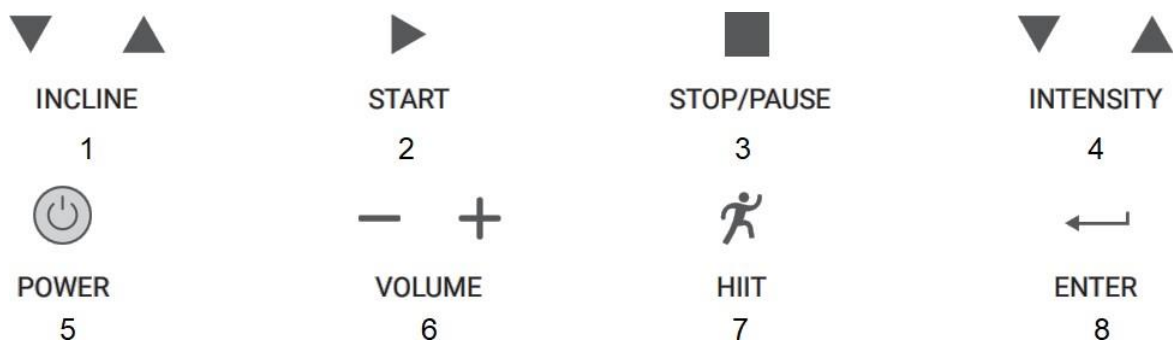 INCLINE START STOP/PAUSE INTENSITY
1 2 3 4
POWER VOLUME HIIT ENTER
5 6 7 8